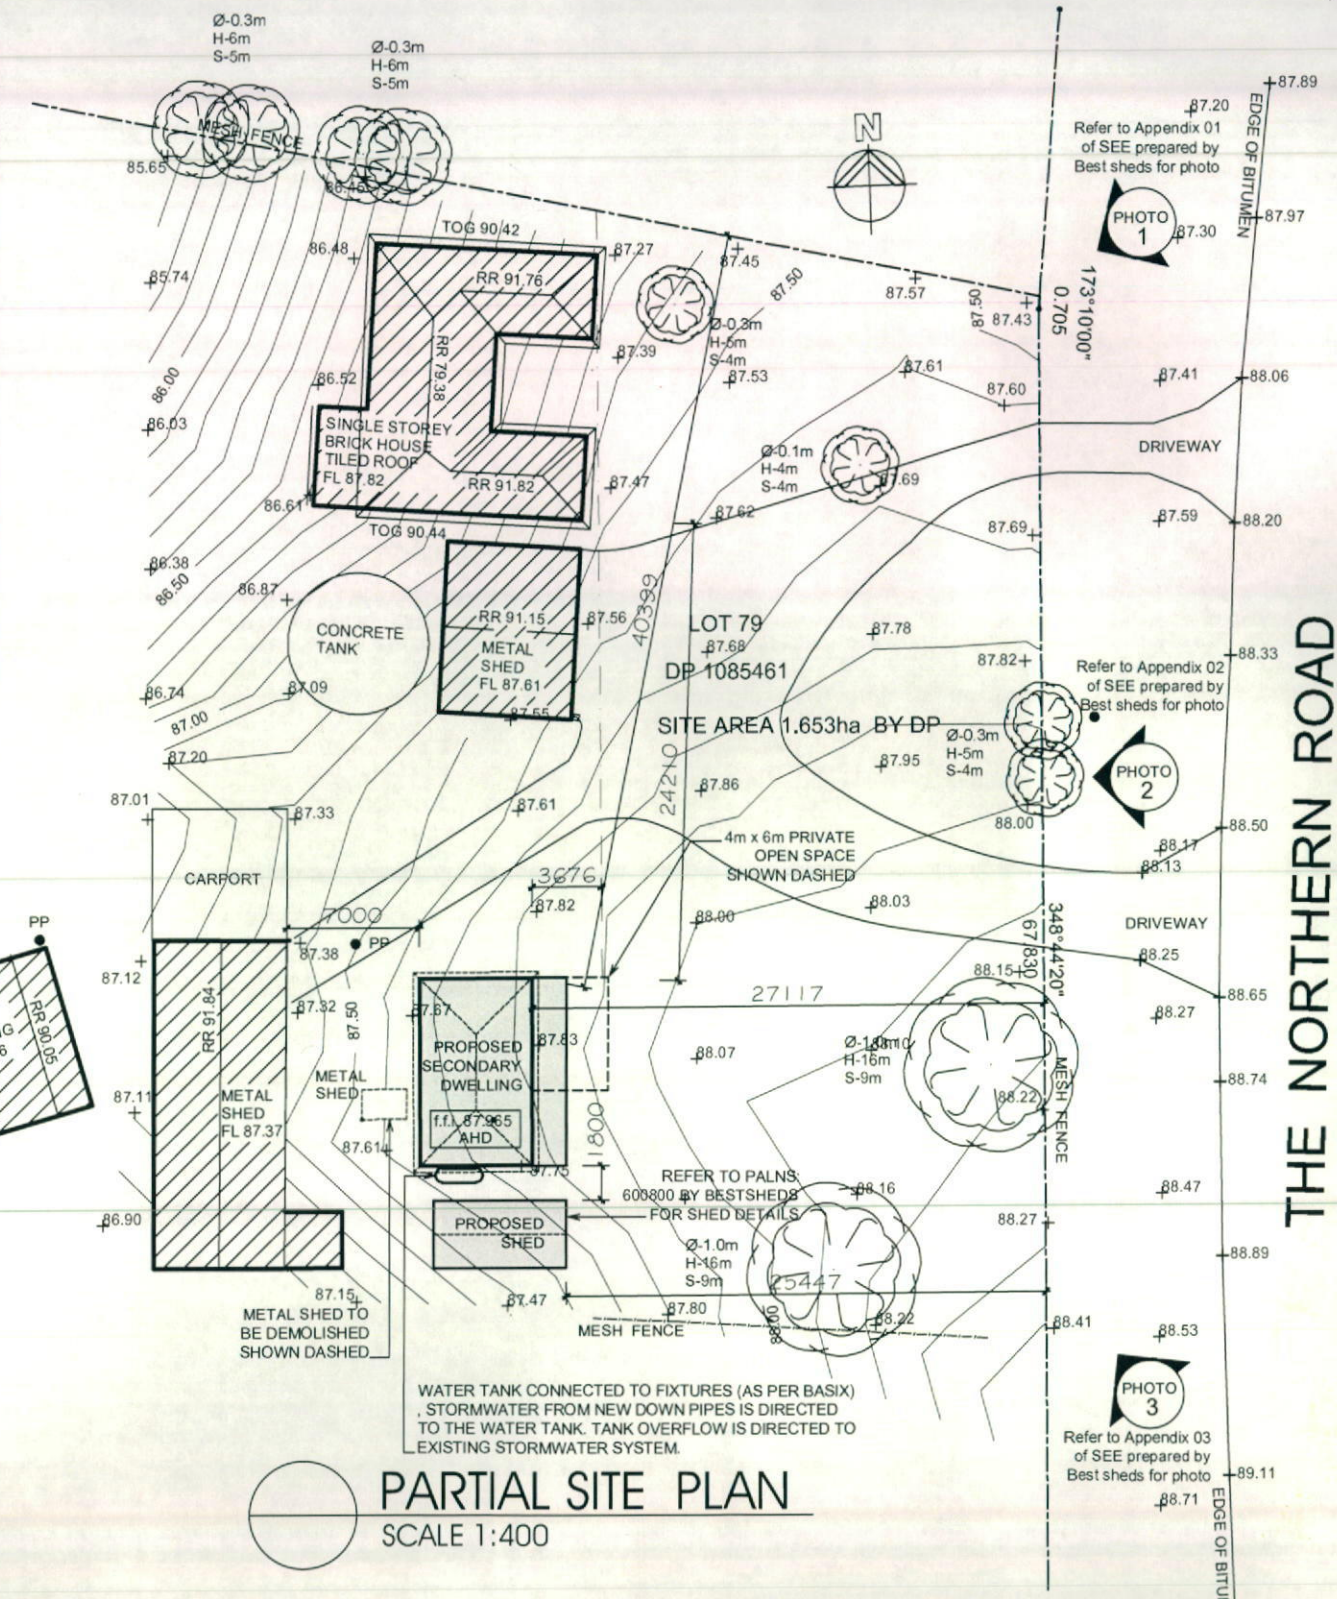 Ø-0.3m
H-6m
S-5m
Ø-0.3m
H-6m
S-5m
MESH FENCE
85.65
86.46
N
87.89
87.20
EDGE OF BITUMEN
Refer to Appendix 01
of SEE prepared by
Best sheds for photo
PHOTO
1
87.30
87.97
TOG 90.42
86.48
87.27
87.45
87.50
87.57
87.50
87.43
173°10'00"
0.705
85.74
RR 91.76
Ø-0.3m
H-5m
S-4m
87.39
87.53
87.61
87.60
87.41
88.06
86.00
86.52
RR 79.38
86.03
SINGLE STOREY
BRICK HOUSE
TILED ROOF
FL 87.82
RR 91.82
86.61
87.47
Ø-0.1m
H-4m
S-4m
87.69
DRIVEWAY
TOG 90.44
87.62
87.69
87.59
88.20
86.38
86.50
86.87
CONCRETE
TANK
RR 91.15
METAL
SHED
FL 87.61
87.56
40399
LOT 79
87.68
DP 1085461
87.78
87.82
88.33
86.74
87.09
87.00
87.55
87.20
SITE AREA 1.653ha BY DP
Ø-0.3m
H-5m
S-4m
Refer to Appendix 02
of SEE prepared by
Best sheds for photo
PHOTO
2
THE NORTHERN ROAD
24210
87.95
87.86
87.01
87.33
87.61
88.00
88.50
88.17
88.13
4m x 6m PRIVATE
OPEN SPACE
SHOWN DASHED
CARPORT
3676
7000
87.82
88.00
88.03
DRIVEWAY
PP
PP
87.38
87.12
88.25
348°44'20"
67.830
88.15
88.65
RR 90.05
RR 91.84
87.32
87.50
87.67
27117
88.27
87.83
88.07
Ø-1.0m
H-16m
S-9m
88.10
PROPOSED
SECONDARY
DWELLING
f.f.l. 87.965
AHD
METAL
SHED
METAL
SHED
FL 87.37
87.11
87.61
88.22
MESH FENCE
88.74
1800
87.75
REFER TO PALNS
600800 BY BESTSHEDS
FOR SHED DETAILS
88.16
88.47
86.90
PROPOSED
SHED
88.27
Ø-1.0m
H-16m
S-9m
88.89
25447
87.15
87.47
87.80
88.00
88.22
88.41
88.53
METAL SHED TO
BE DEMOLISHED
SHOWN DASHED
MESH FENCE
PHOTO
3
Refer to Appendix 03
of SEE prepared by
Best sheds for photo
WATER TANK CONNECTED TO FIXTURES (AS PER BASIX)
, STORMWATER FROM NEW DOWN PIPES IS DIRECTED
TO THE WATER TANK. TANK OVERFLOW IS DIRECTED TO
EXISTING STORMWATER SYSTEM.
89.11
88.71
PARTIAL SITE PLAN
SCALE 1:400